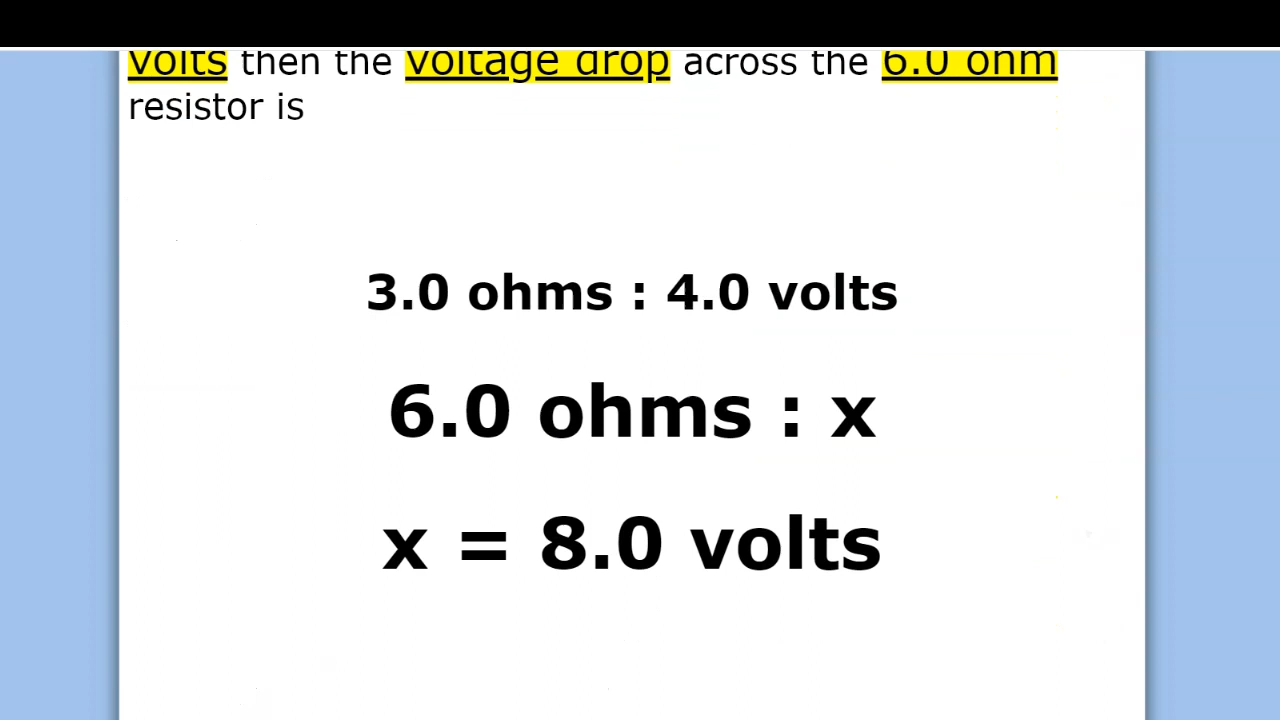 volts then the voltage drop across the 6.0 ohm
resistor is
3.0 ohms : 4.0 volts
6.0 ohms : x
x = 8.0 volts